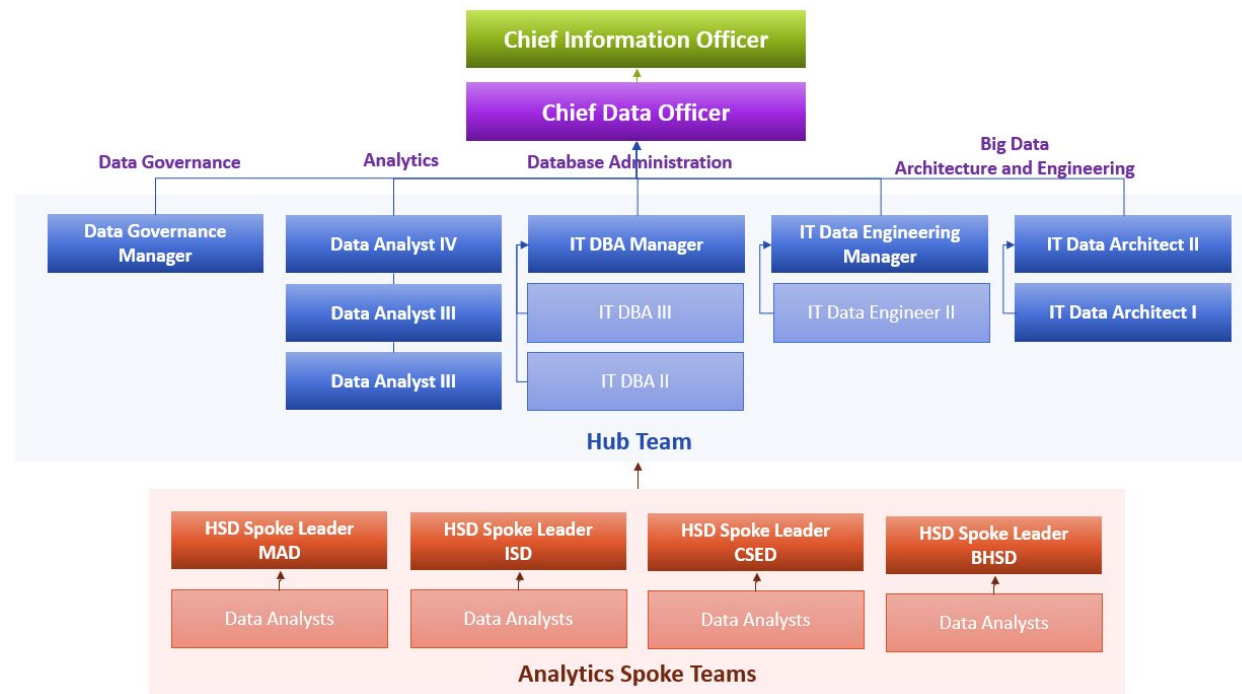 Chief Information Officer
Chief Data Officer
Data Governance
Analytics
Database Administration
Big Data
Architecture and Engineering
Data Governance
Manager
Data Analyst IV
IT DBA Manager
IT Data Engineering
Manager
IT Data Architect II
Data Analyst III
IT DBA III
IT Data Engineer II
IT Data Architect I
Data Analyst III
IT DBA II
Hub Team
HSD Spoke Leader
MAD
HSD Spoke Leader
ISD
HSD Spoke Leader
CSED
HSD Spoke Leader
BHSD
Data Analysts
Data Analysts
Data Analysts
Data Analysts
Analytics Spoke Teams